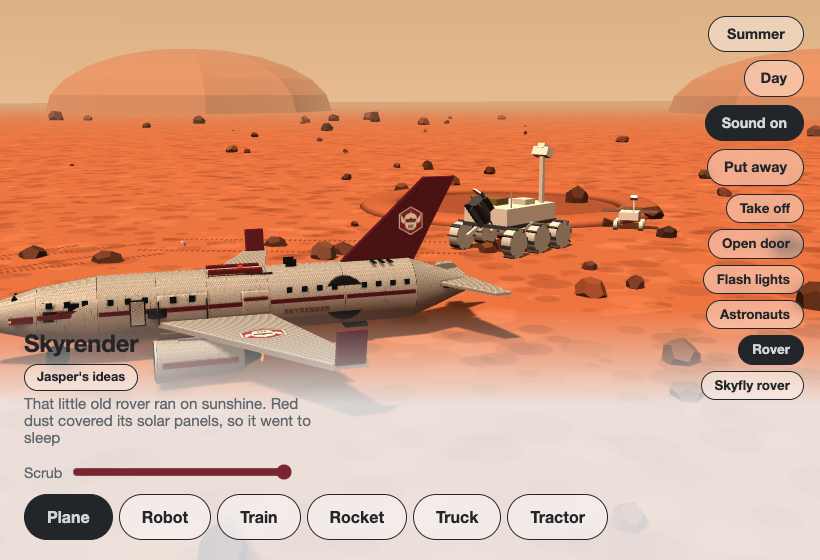 Summer
Day
Sound on
Put away
Take off
Open door
Flash lights
Astronauts
Rover
Skyfly rover
SKYRENDER
Skyrender
Jasper's ideas
That little old rover ran on sunshine. Red
dust covered its solar panels, so it went to
sleep
Scrub
Plane
Robot
Train
Rocket
Truck
Tractor